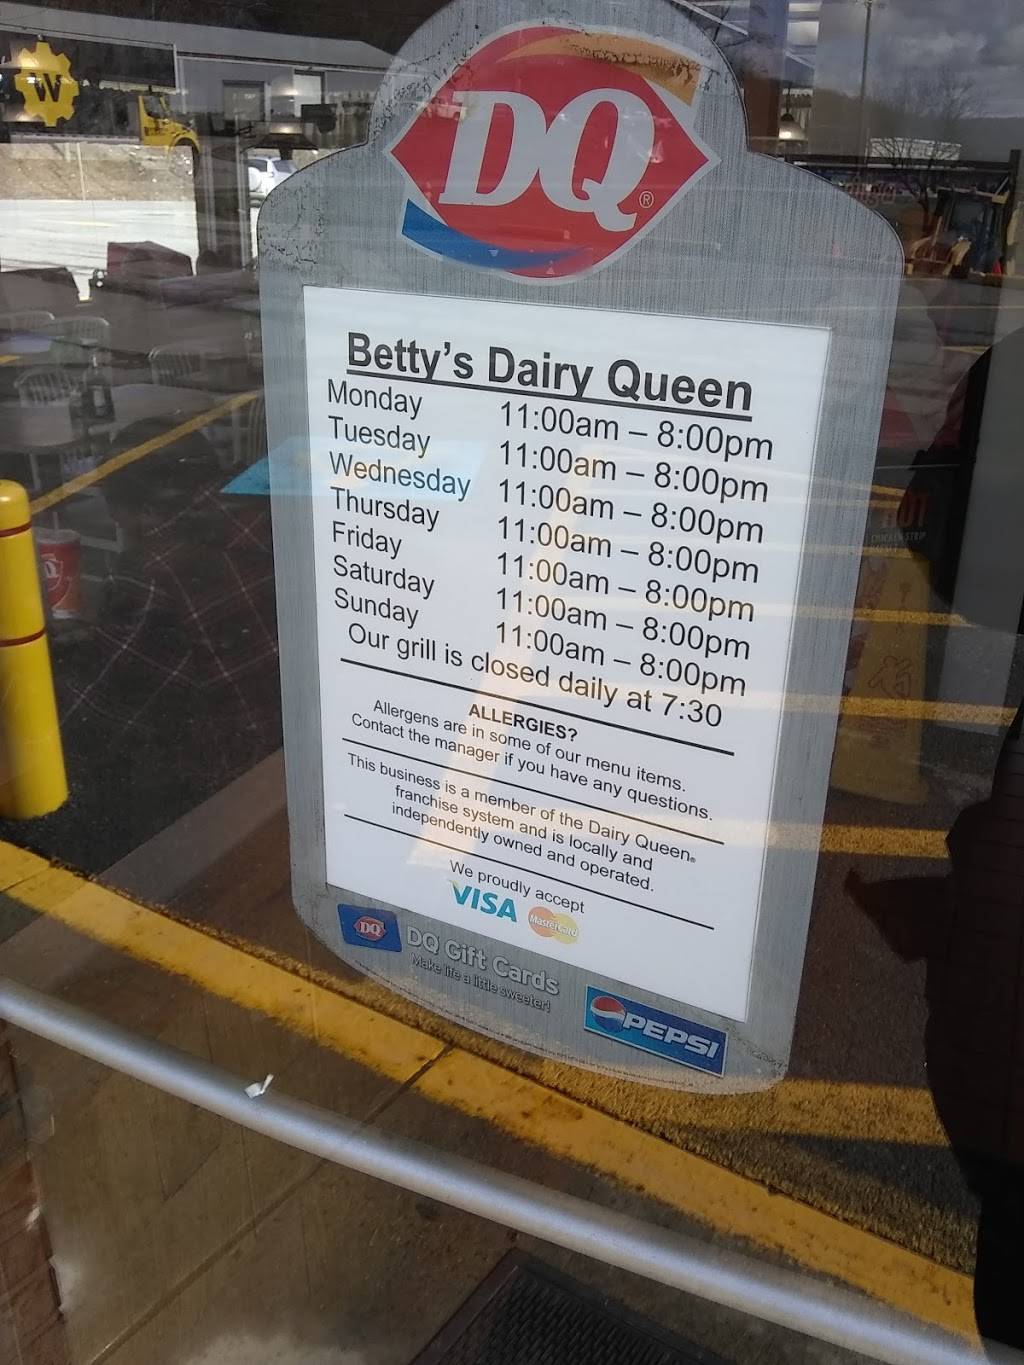 W
DQ®
Betty's Dairy Queen
Monday 11:00am – 8:00pm
Tuesday 11:00am – 8:00pm
Wednesday 11:00am – 8:00pm
Thursday 11:00am – 8:00pm
Friday 11:00am – 8:00pm
Saturday 11:00am – 8:00pm
Sunday 11:00am – 8:00pm
Our grill is closed daily at 7:30
ALLERGIES?
Allergens are in some of our menu items.
Contact the manager if you have any questions.
This business is a member of the Dairy Queen®
franchise system and is locally and
independently owned and operated.
We proudly accept
VISA MasterCard
DQ DQ Gift Cards
Make life a little sweeter!
PEPSI
HOT
CHICKEN STRIP
BASKET